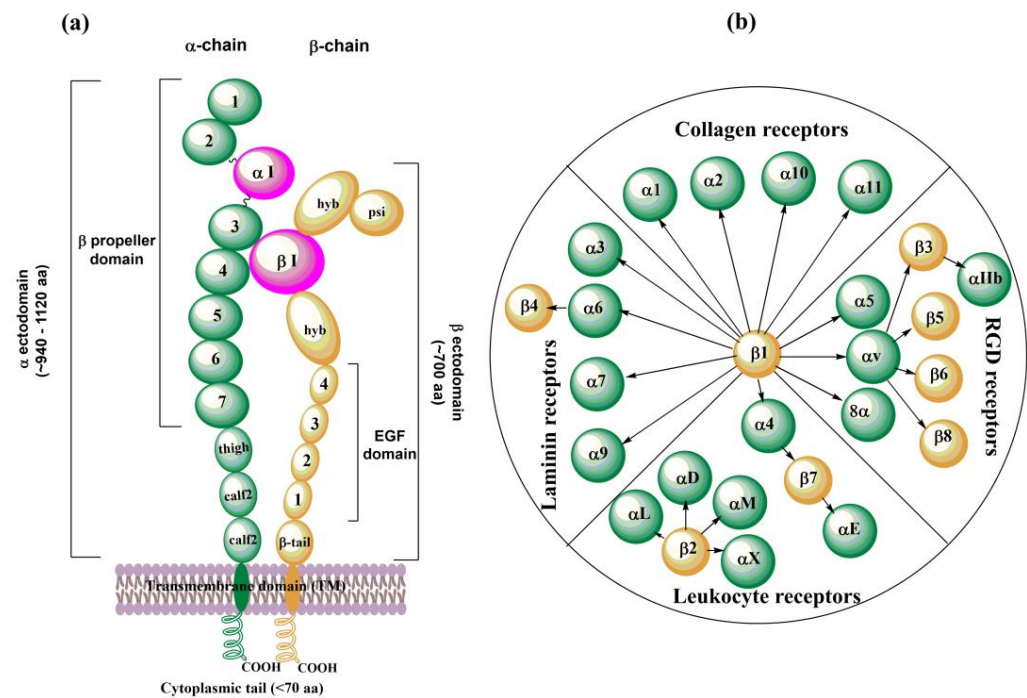 (a)
α-chain
β-chain
α ectodomain
(~940 - 1120 aa)
β propeller
domain
1
2
α I
3
4
5
6
7
thigh
calf2
calf2
hyb
psi
β I
hyb
4
3
2
1
β-tail
EGF
domain
β ectodomain
(~700 aa)
Transmembrane domain (TM)
COOH
COOH
Cytoplasmic tail (<70 aa)
(b)
Collagen receptors
α1
α2
α10
α11
Laminin receptors
α3
β4
α6
α7
α9
β1
RGD receptors
α5
αv
8α
β3
αIIb
β5
β6
β8
α4
β7
αE
αD
αL
αM
β2
αX
Leukocyte receptors